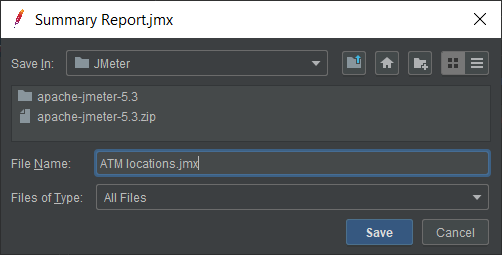 Summary Report.jmx
Save In: JMeter
apache-jmeter-5.3
apache-jmeter-5.3.zip
File Name: ATM locations.jmx
Files of Type: All Files
Save Cancel